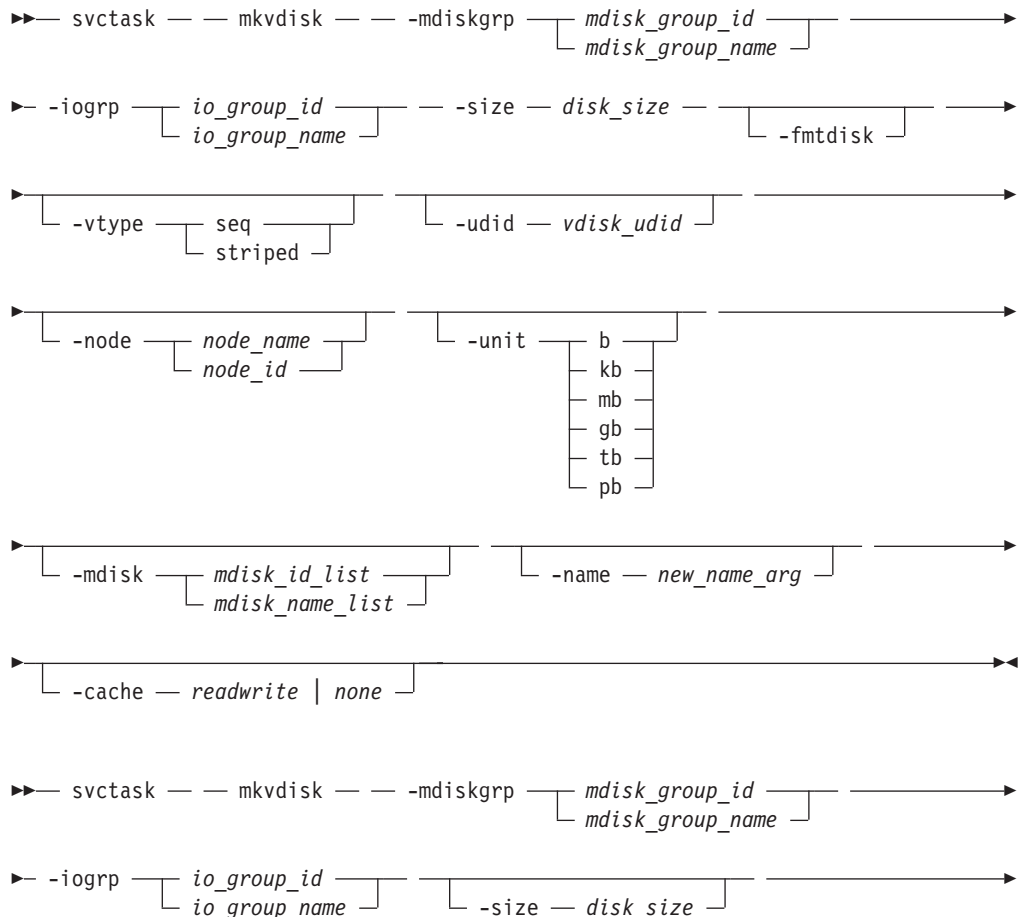 svctask mkvdisk -mdiskgrp mdisk_group_id
mdisk_group_name
-iogrp io_group_id -size disk_size
io_group_name -fmtdisk
-vtype seq -udid vdisk_udid
striped
-node node_name -unit b
node_id kb
mb
gb
tb
pb
-mdisk mdisk_id_list -name new_name_arg
mdisk_name_list
-cache readwrite | none
svctask mkvdisk -mdiskgrp mdisk_group_id
mdisk_group_name
-iogrp io_group_id
io_group_name -size disk_size